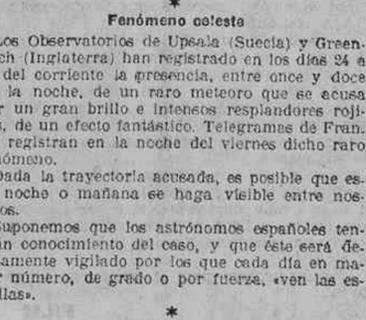 *
Fenómeno celeste
Los Observatorios de Upsala (Suecia) y Green-
ch (Inglaterra) han registrado en los días 24 a
del corriente la presencia, entre once y doce
la noche, de un raro meteoro que se acusa
r un gran brillo e intensos resplandores roji-
s, de un efecto fantástico. Telegramas de Fran.
registran en la noche del viernes dicho raro
nómeno.
Dada la trayectoria acusada, es posible que es-
noche o mañana se haga visible entre nos-
os.
Suponemos que los astrónomos españoles ten-
án conocimiento del caso, y que éste será de-
amente vigilado por los que cada día en ma-
r número, de grado o por fuerza, «ven las es-
llas».
*